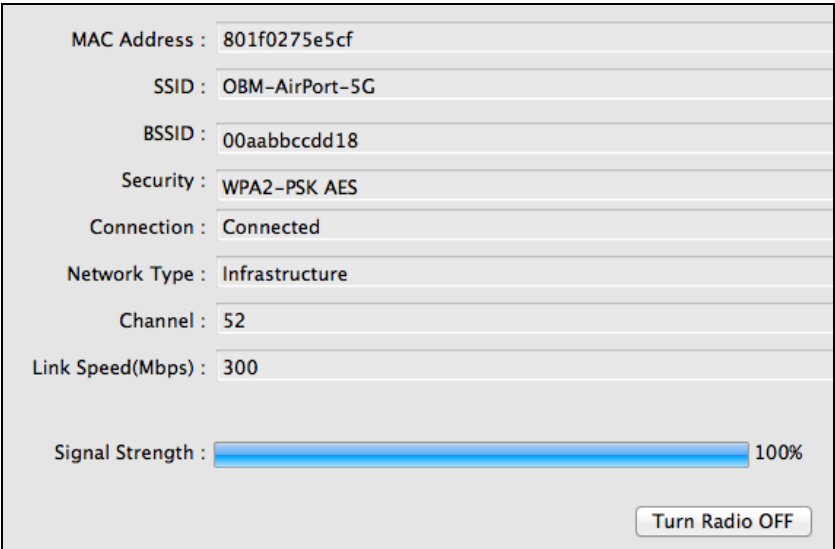 MAC Address : 801f0275e5cf
SSID : OBM-AirPort-5G
BSSID : 00aabbccdd18
Security : WPA2-PSK AES
Connection : Connected
Network Type : Infrastructure
Channel : 52
Link Speed(Mbps) : 300
Signal Strength : 100%
Turn Radio OFF